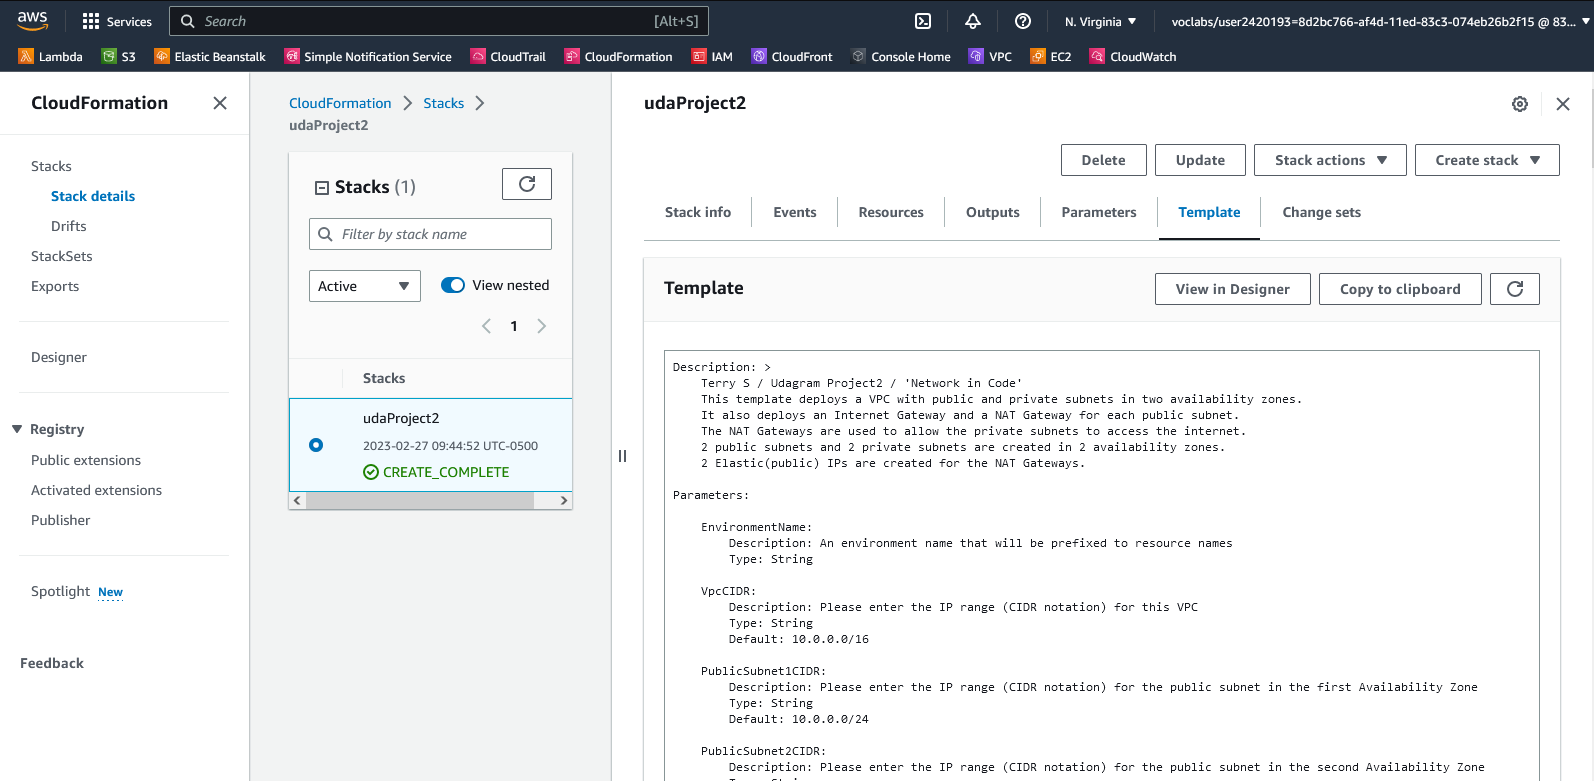 aws
Services
Search
[Alt+S]
N. Virginia
voclabs/user2420193=8d2bc766-af4d-11ed-83c3-074eb26b2f15 @ 83...
Lambda
S3
Elastic Beanstalk
Simple Notification Service
CloudTrail
CloudFormation
IAM
CloudFront
Console Home
VPC
EC2
CloudWatch
CloudFormation
Stacks
Stack details
Drifts
StackSets
Exports
Designer
Registry
Public extensions
Activated extensions
Publisher
Spotlight New
Feedback
CloudFormation
Stacks
udaProject2
Stacks (1)
Filter by stack name
Active
View nested
1
Stacks
udaProject2
2023-02-27 09:44:52 UTC-0500
CREATE_COMPLETE
udaProject2
Delete
Update
Stack actions
Create stack
Stack info
Events
Resources
Outputs
Parameters
Template
Change sets
Template
View in Designer
Copy to clipboard
Description: >
Terry S / Udagram Project2 / 'Network in Code'
This template deploys a VPC with public and private subnets in two availability zones.
It also deploys an Internet Gateway and a NAT Gateway for each public subnet.
The NAT Gateways are used to allow the private subnets to access the internet.
2 public subnets and 2 private subnets are created in 2 availability zones.
2 Elastic(public) IPs are created for the NAT Gateways.
Parameters:
EnvironmentName:
Description: An environment name that will be prefixed to resource names
Type: String
VpcCIDR:
Description: Please enter the IP range (CIDR notation) for this VPC
Type: String
Default: 10.0.0.0/16
PublicSubnet1CIDR:
Description: Please enter the IP range (CIDR notation) for the public subnet in the first Availability Zone
Type: String
Default: 10.0.0.0/24
PublicSubnet2CIDR:
Description: Please enter the IP range (CIDR notation) for the public subnet in the second Availability Zone